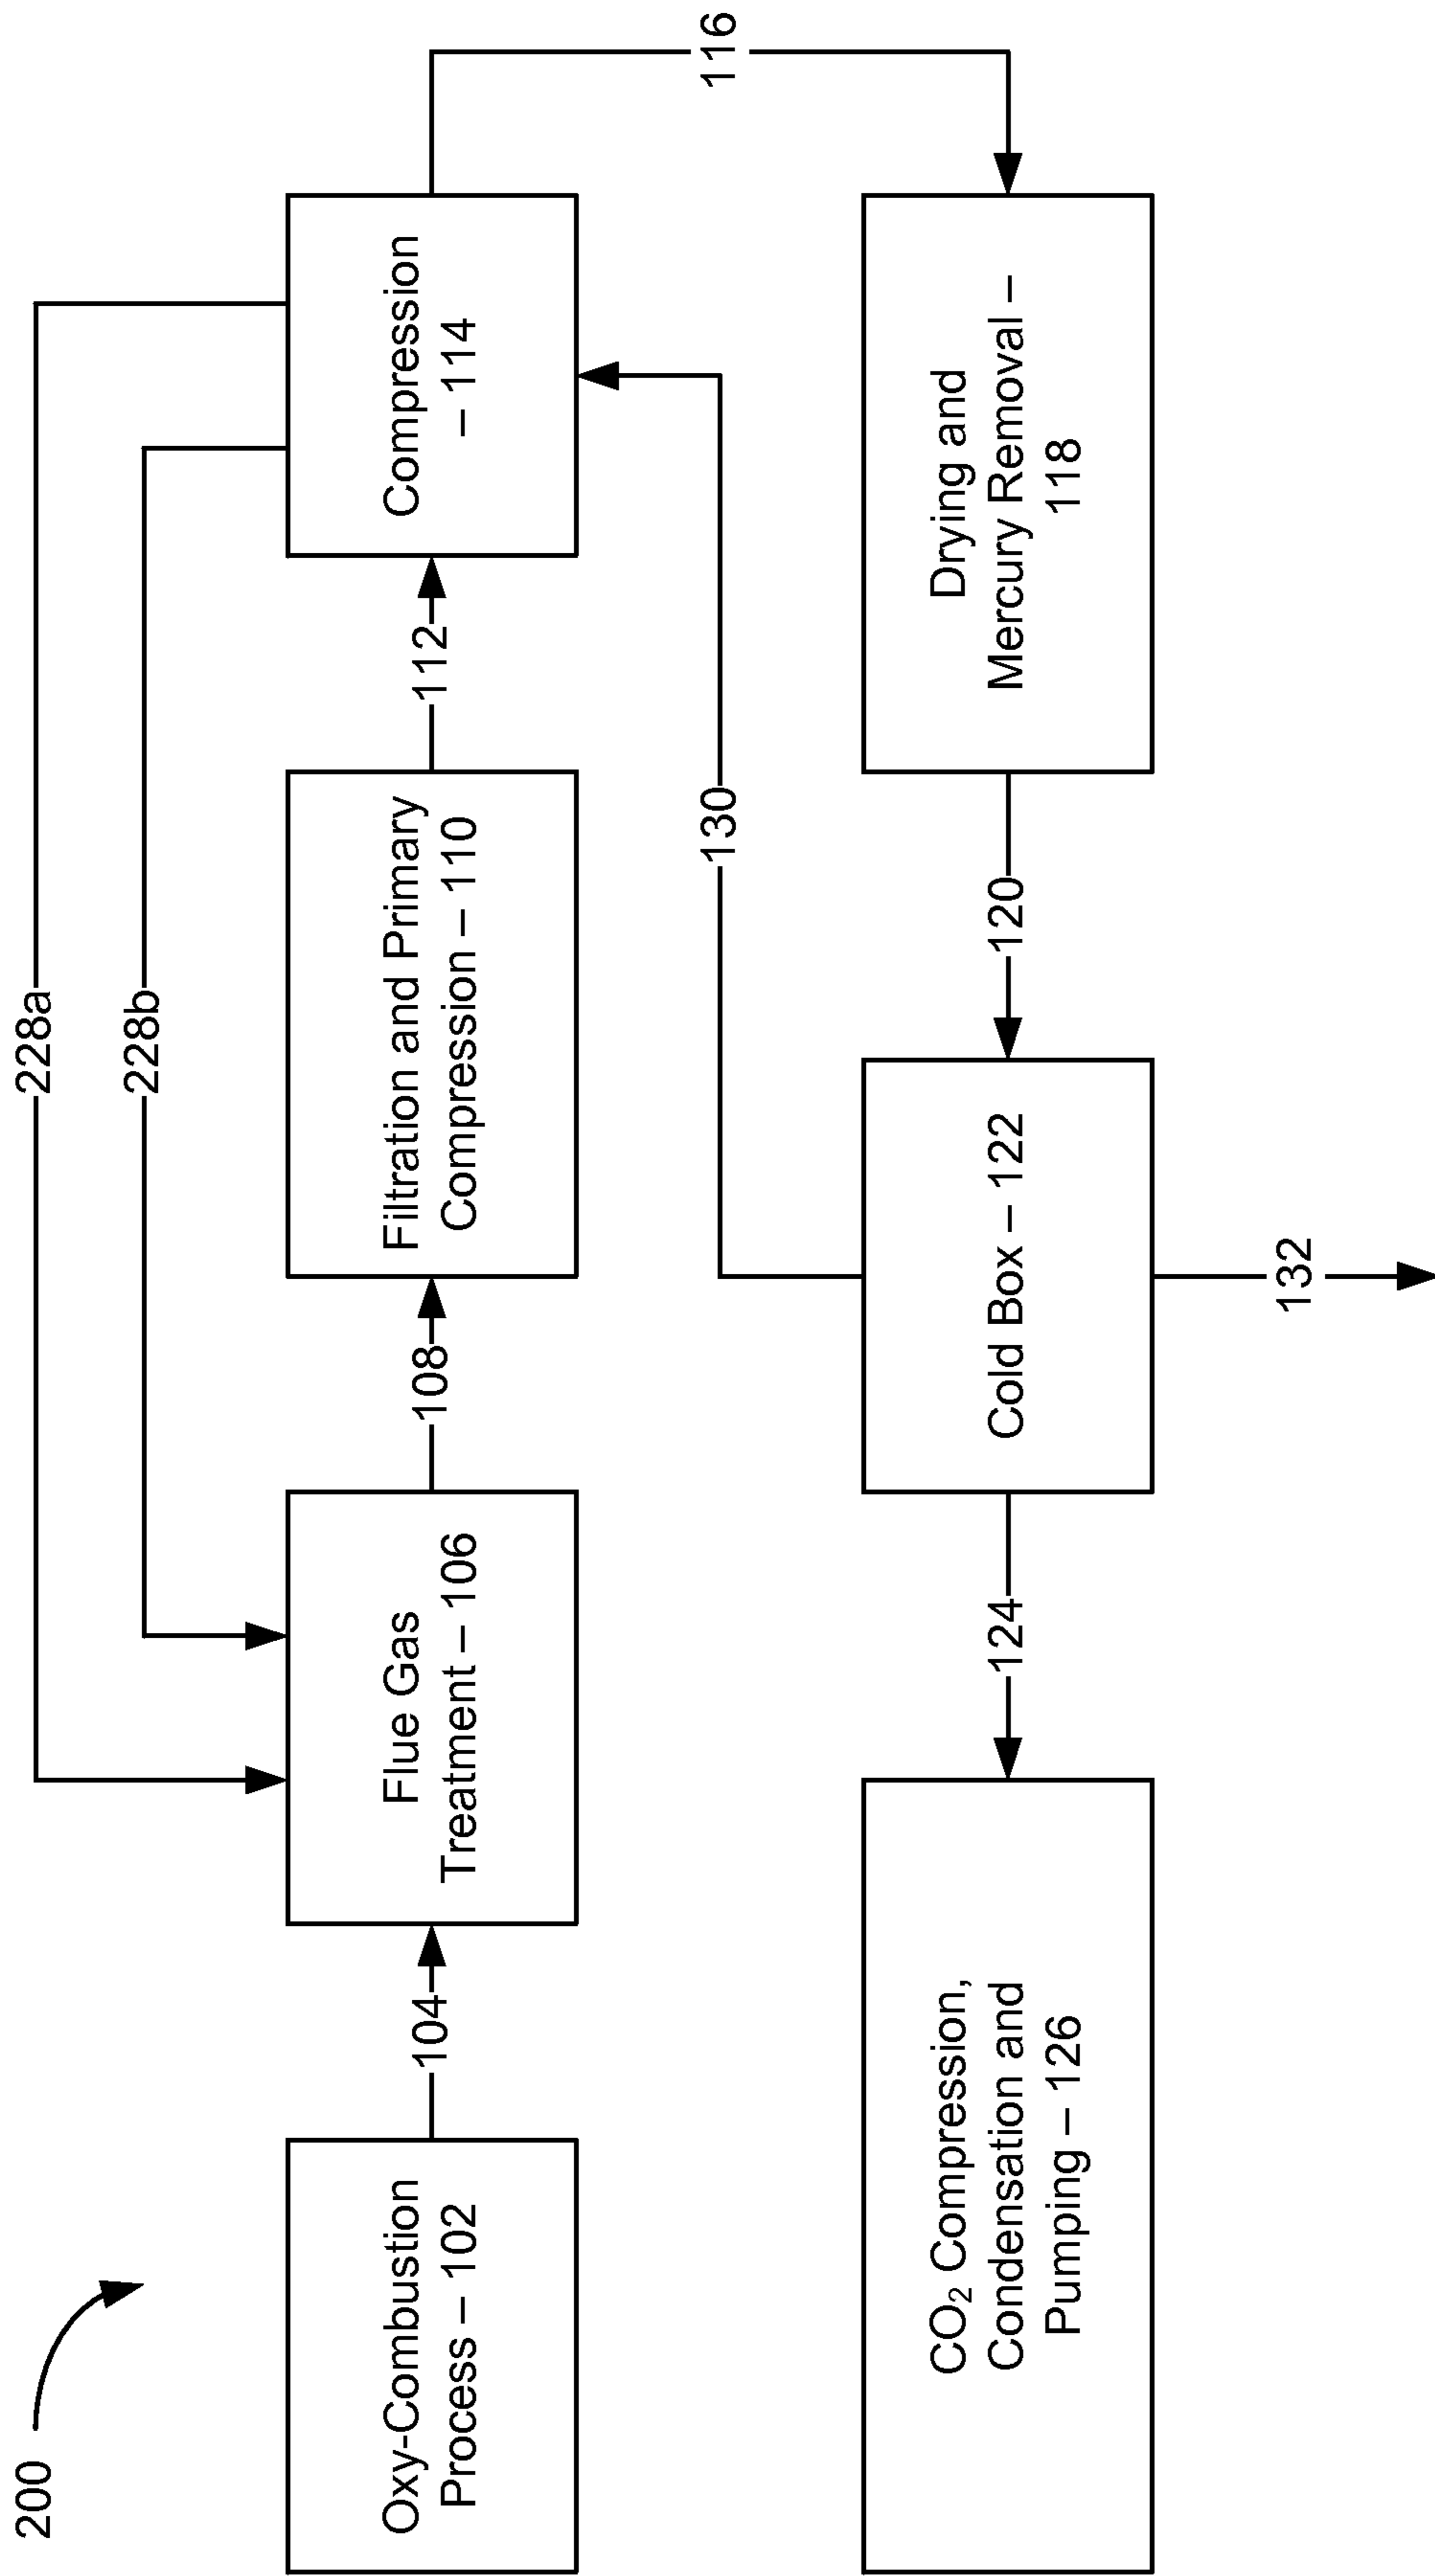 200
228a
228b
Oxy-Combustion
Process – 102
104
Flue Gas
Treatment – 106
108
Filtration and Primary
Compression – 110
112
Compression
– 114
116
130
CO₂ Compression,
Condensation and
Pumping – 126
124
Cold Box – 122
120
Drying and
Mercury Removal –
118
132